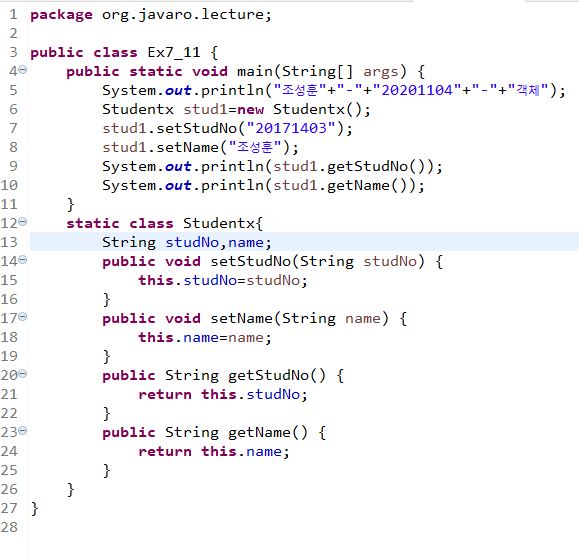 1 package org.javaro.lecture;
2
3 public class Ex7_11 {
4 public static void main(String[] args) {
5 System.out.println("조성훈"+"-"+"20201104"+"-"+"객체");
6 Studentx stud1=new Studentx();
7 stud1.setStudNo("20171403");
8 stud1.setName("조성훈");
9 System.out.println(stud1.getStudNo());
10 System.out.println(stud1.getName());
11 }
12 static class Studentx{
13 String studNo,name;
14 public void setStudNo(String studNo) {
15 this.studNo=studNo;
16 }
17 public void setName(String name) {
18 this.name=name;
19 }
20 public String getStudNo() {
21 return this.studNo;
22 }
23 public String getName() {
24 return this.name;
25 }
26 }
27 }
28